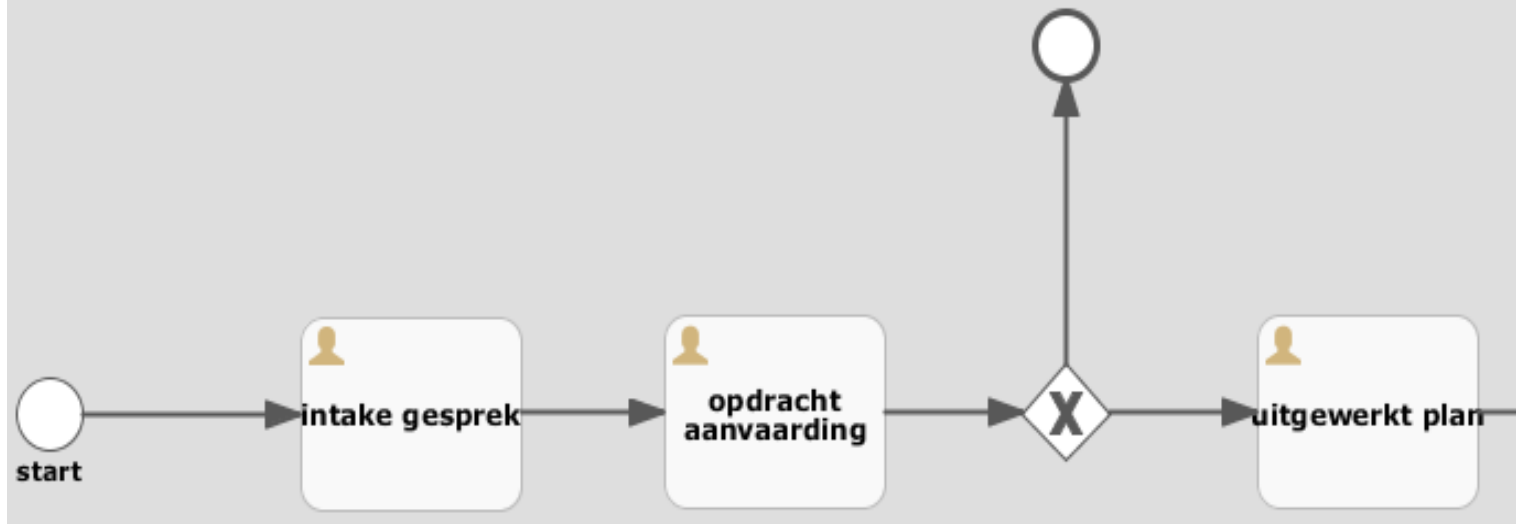 start
intake gesprek
opdracht
aanvaarding
X
uitgewerkt plan